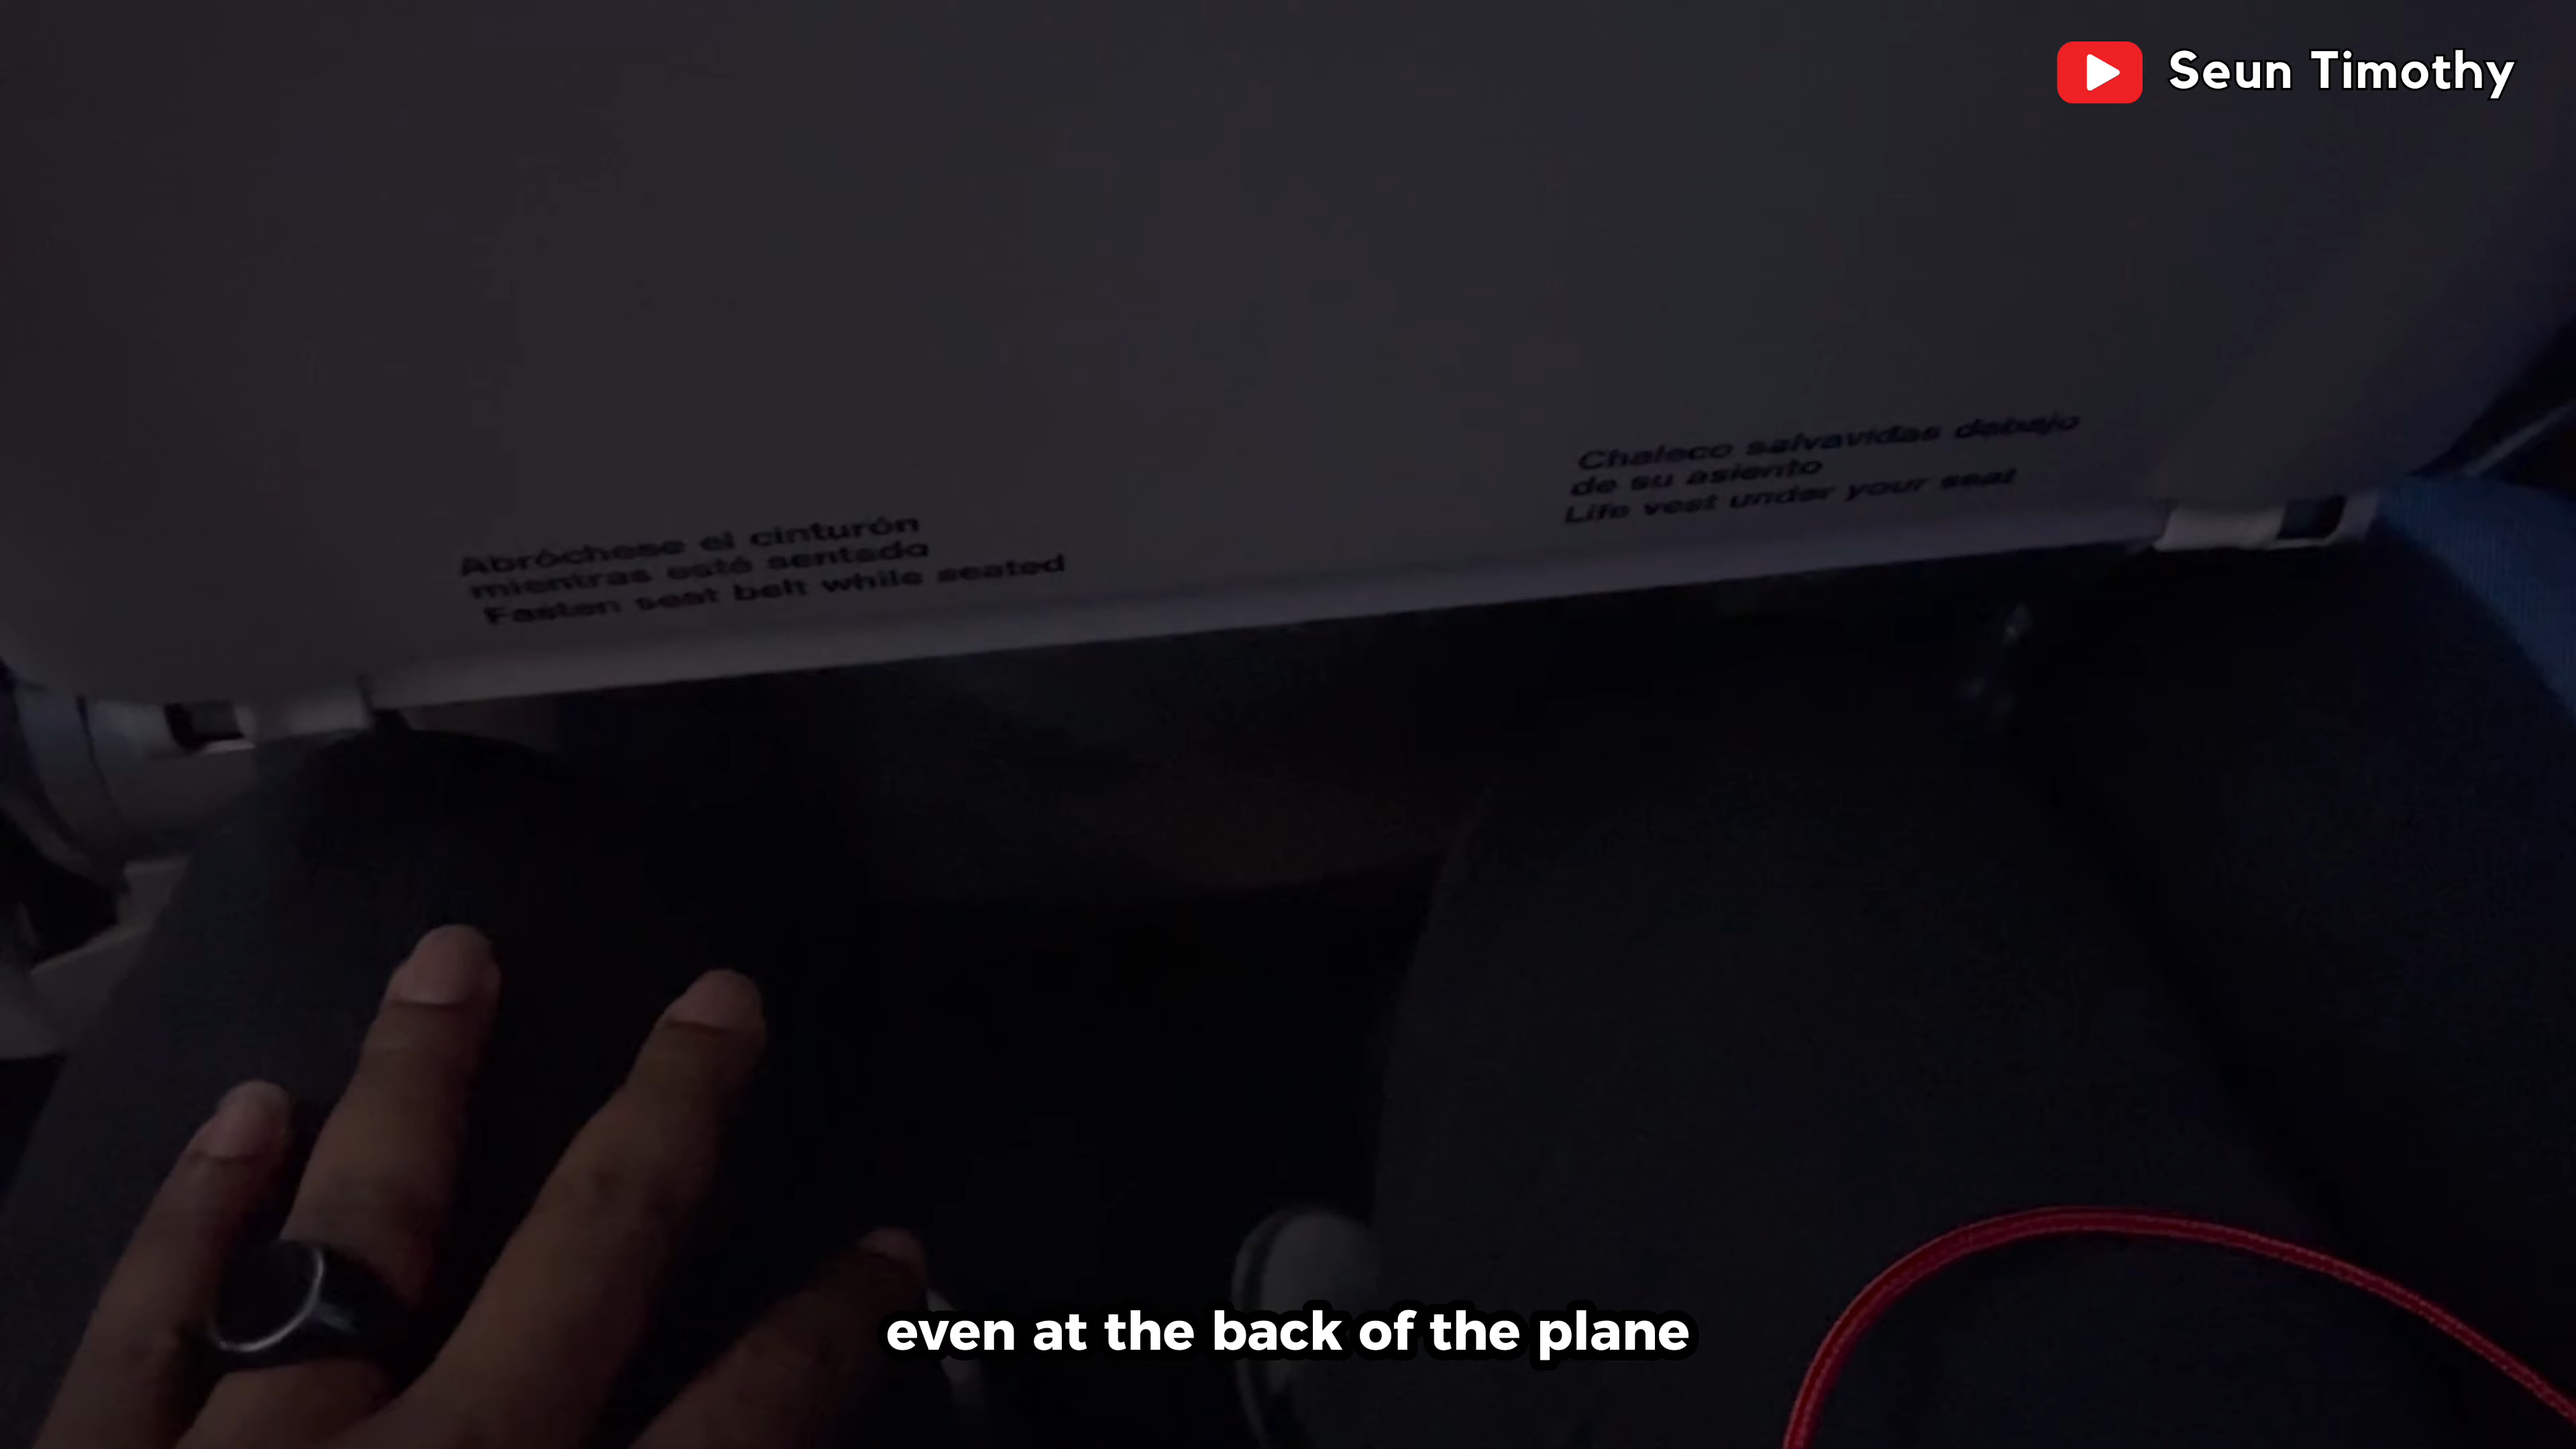 Seun Timothy
Chaleco salvavidas debajo
de su asiento
Life vest under your seat
Abróchese el cinturón
mientras esté sentado
Fasten seat belt while seated
even at the back of the plane